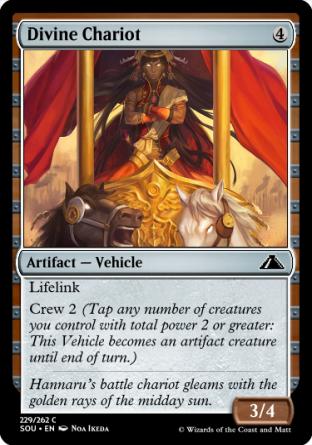 Divine Chariot 4
Artifact — Vehicle
Lifelink
Crew 2 (Tap any number of creatures
you control with total power 2 or greater:
This Vehicle becomes an artifact creature
until end of turn.)
Hannaru's battle chariot gleams with the
golden rays of the midday sun.
3/4
229/262 C
SOU • EN Noa Ikeda
™ & © Wizards of the Coast and Matt